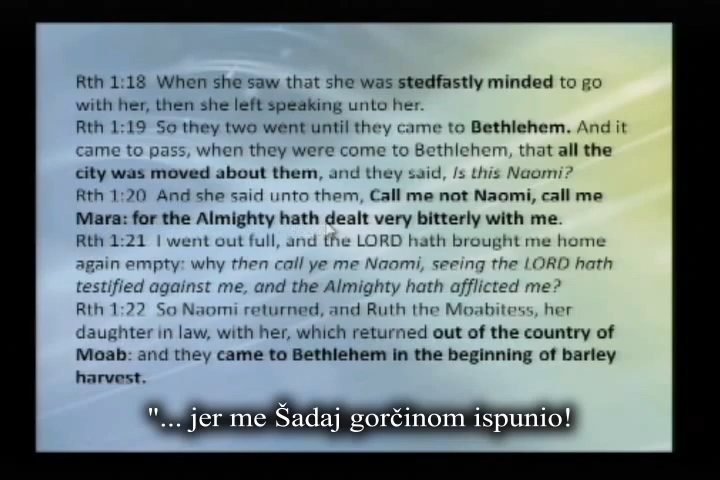 Rth 1:18 When she saw that she was stedfastly minded to go
with her, then she left speaking unto her.
Rth 1:19 So they two went until they came to Bethlehem. And it
came to pass, when they were come to Bethlehem, that all the
city was moved about them, and they said, Is this Naomi?
Rth 1:20 And she said unto them, Call me not Naomi, call me
Mara: for the Almighty hath dealt very bitterly with me.
Rth 1:21 I went out full, and the LORD hath brought me home
again empty: why then call ye me Naomi, seeing the LORD hath
testified against me, and the Almighty hath afflicted me?
Rth 1:22 So Naomi returned, and Ruth the Moabitess, her
daughter in law, with her, which returned out of the country of
Moab: and they came to Bethlehem in the beginning of barley
harvest.
"... jer me Šadaj gorčinom ispunio!